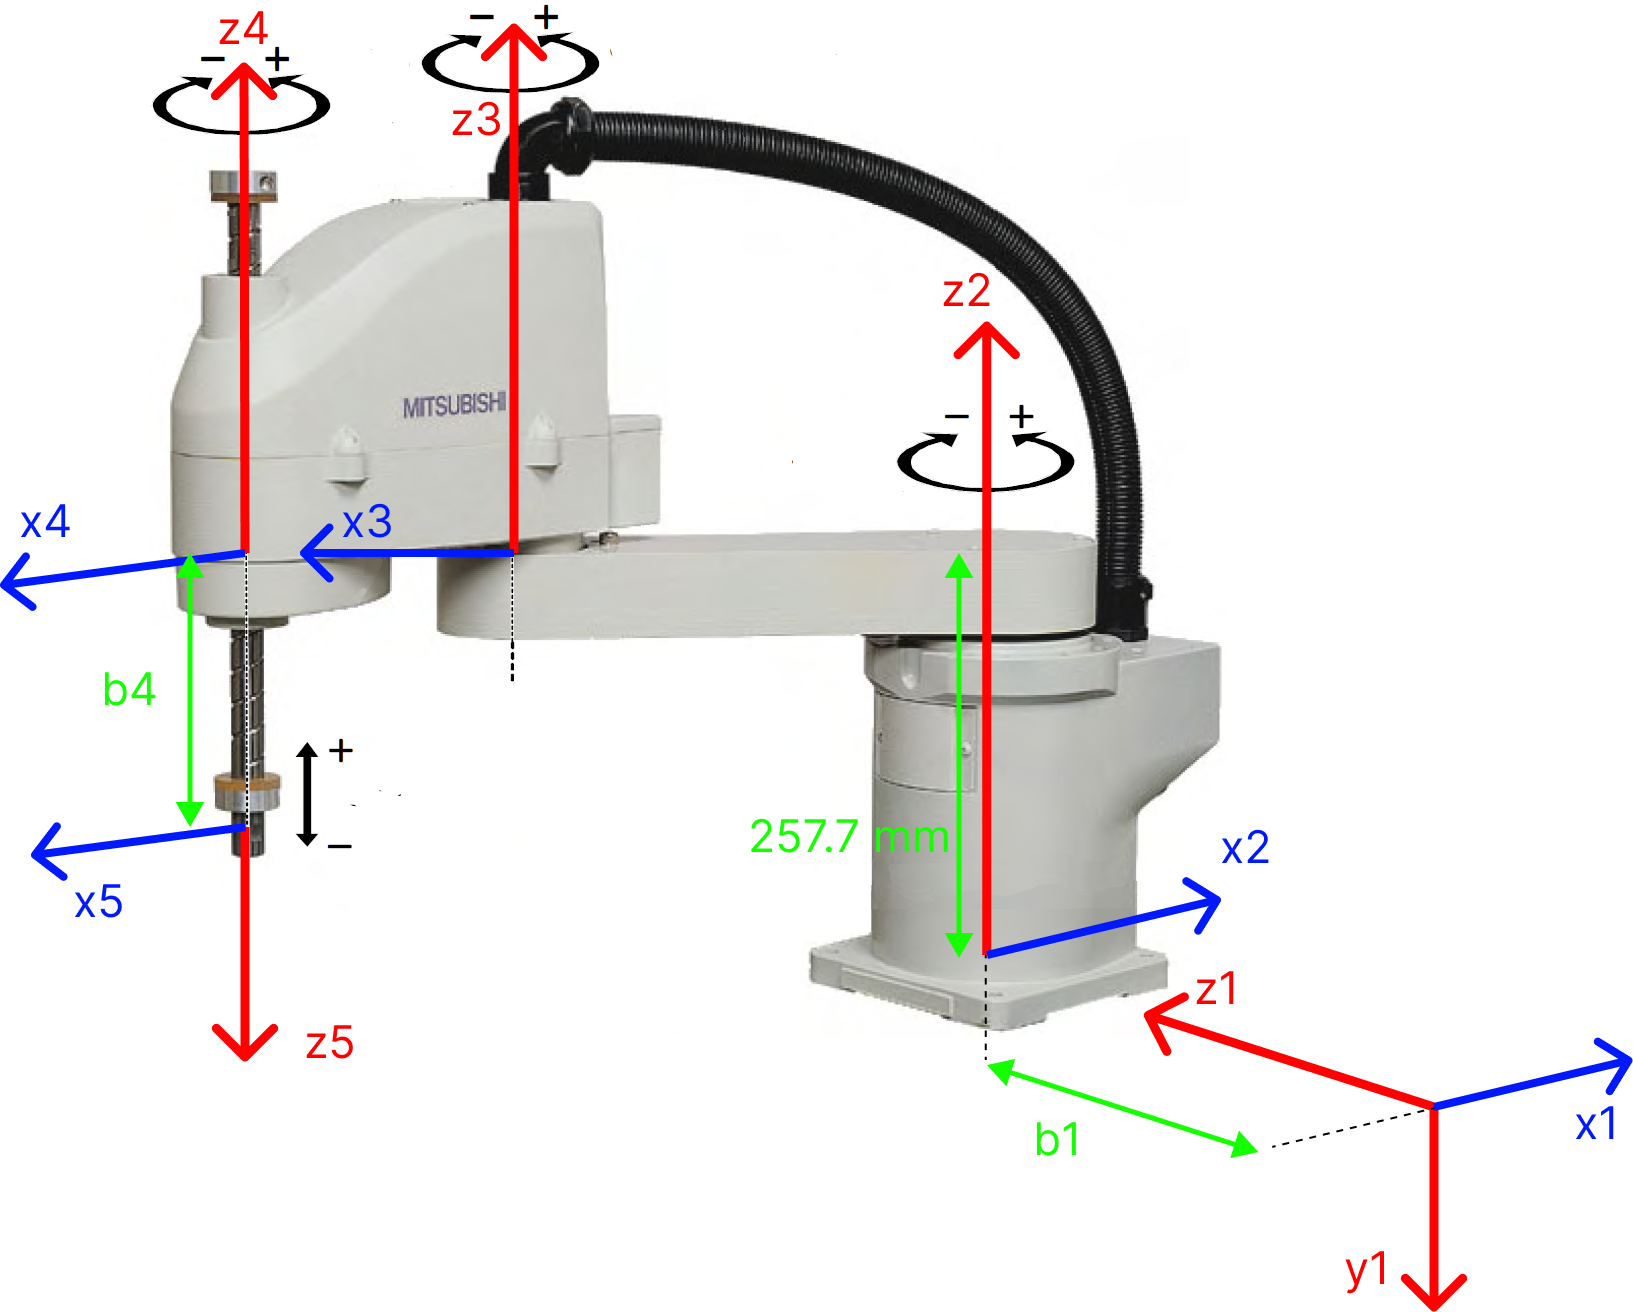 z4
− +
− +
z3
z2
MITSUBISHI
− +
x4
x3
b4
+
−
257.7 mm
x2
x5
z1
z5
b1
x1
y1